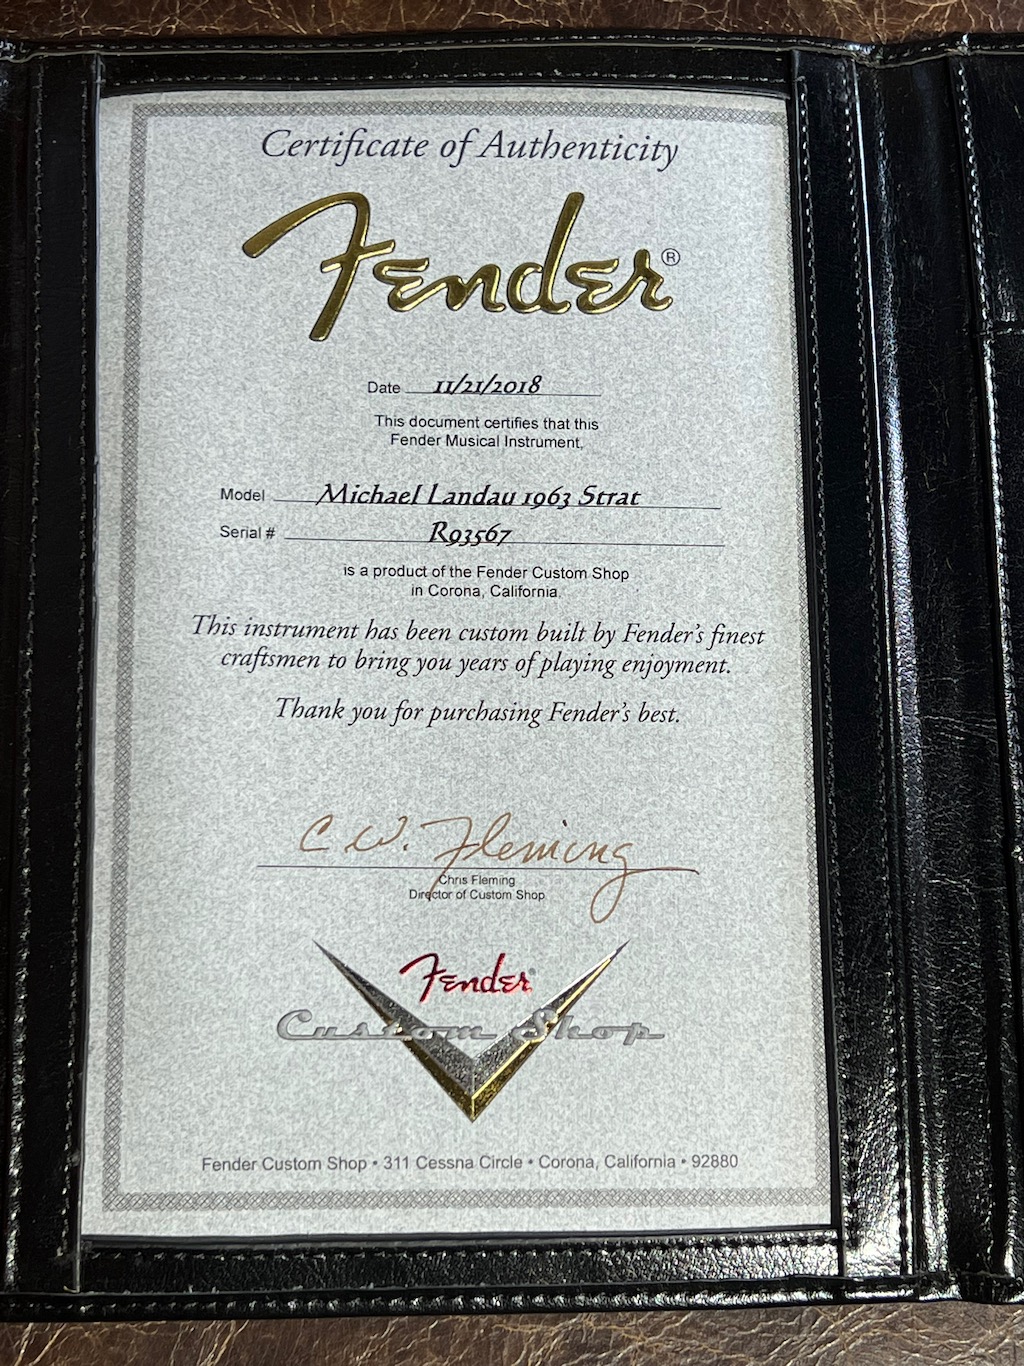 Certificate of Authenticity
Fender®
Date 11/21/2018
This document certifies that this
Fender Musical Instrument,
Model Michael Landau 1963 Strat
Serial # R93567
is a product of the Fender Custom Shop
in Corona, California.
This instrument has been custom built by Fender's finest
craftsmen to bring you years of playing enjoyment.
Thank you for purchasing Fender's best.
C W. Fleming
Chris Fleming
Director of Custom Shop
Fender®
Custom Shop
Fender Custom Shop • 311 Cessna Circle • Corona, California • 92880